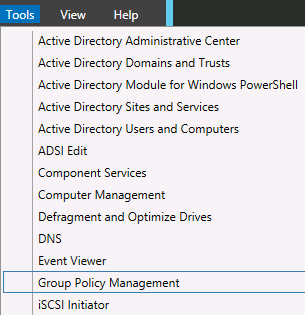 Tools View Help
Active Directory Administrative Center
Active Directory Domains and Trusts
Active Directory Module for Windows PowerShell
Active Directory Sites and Services
Active Directory Users and Computers
ADSI Edit
Component Services
Computer Management
Defragment and Optimize Drives
DNS
Event Viewer
Group Policy Management
iSCSI Initiator